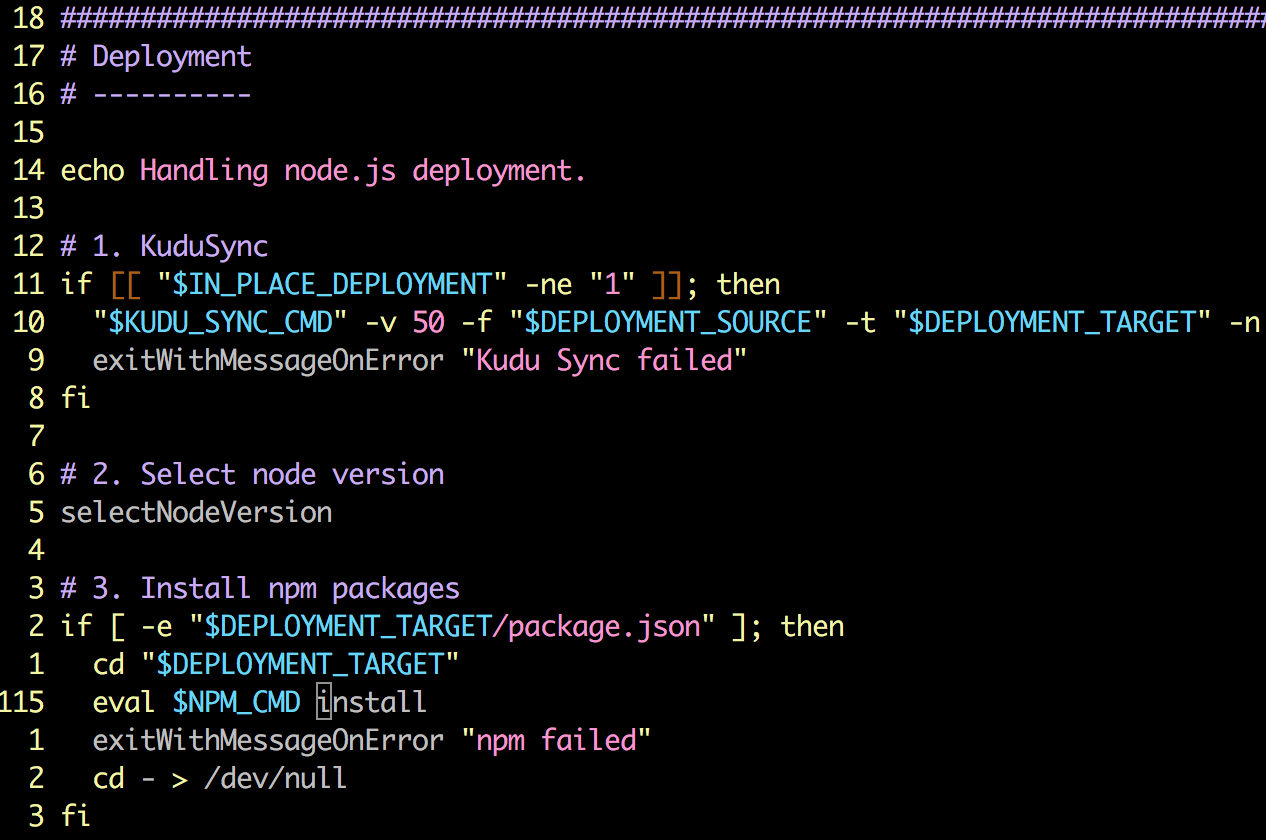 18 ############################################################################
17 # Deployment
16 # ----------
15
14 echo Handling node.js deployment.
13
12 # 1. KuduSync
11 if [[ "$IN_PLACE_DEPLOYMENT" -ne "1" ]]; then
10   "$KUDU_SYNC_CMD" -v 50 -f "$DEPLOYMENT_SOURCE" -t "$DEPLOYMENT_TARGET" -n
9   exitWithMessageOnError "Kudu Sync failed"
8 fi
7
6 # 2. Select node version
5 selectNodeVersion
4
3 # 3. Install npm packages
2 if [ -e "$DEPLOYMENT_TARGET/package.json" ]; then
1   cd "$DEPLOYMENT_TARGET"
115   eval $NPM_CMD install
1   exitWithMessageOnError "npm failed"
2   cd - > /dev/null
3 fi